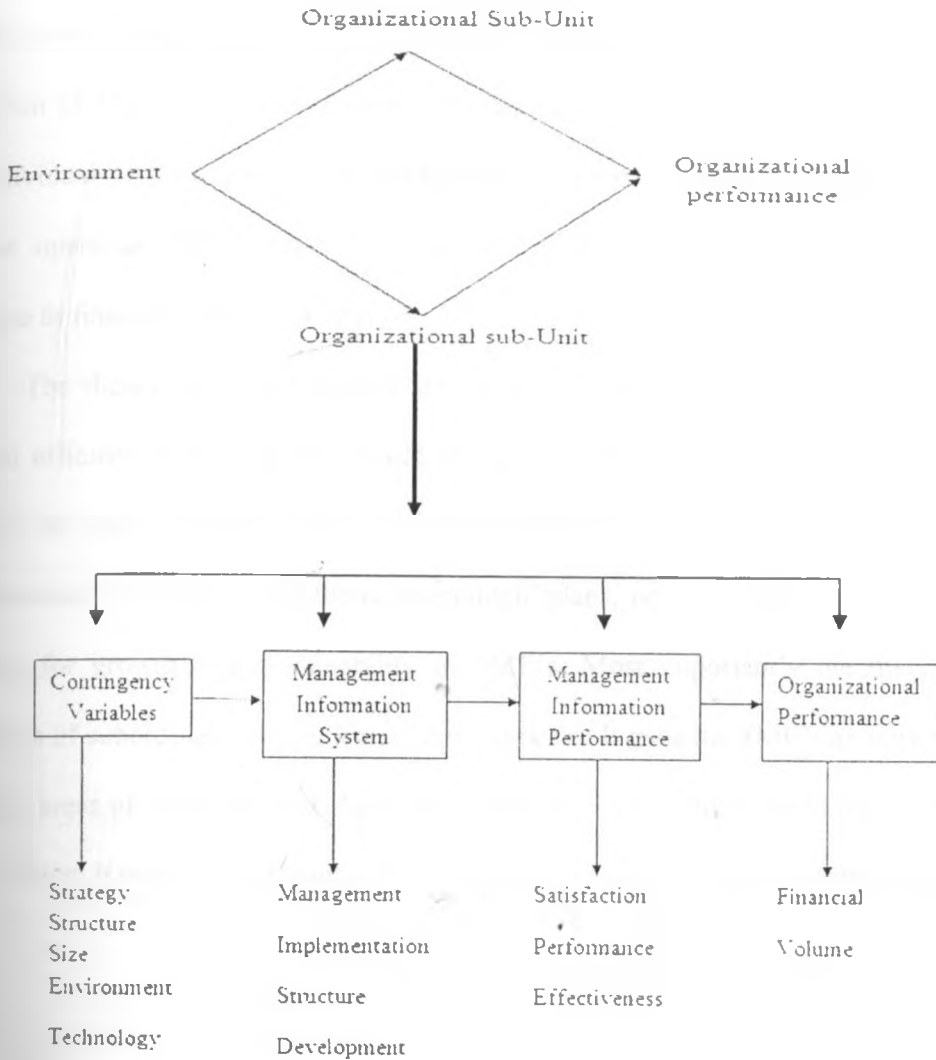 Organizational Sub-Unit
Environment
Organizational
performance
Organizational sub-Unit
Contingency
Variables
Management
Information
System
Management
Information
Performance
Organizational
Performance
Strategy
Structure
Size
Environment
Technology
Management
Implementation
Structure
Development
Satisfaction
Performance
Effectiveness
Financial
Volume